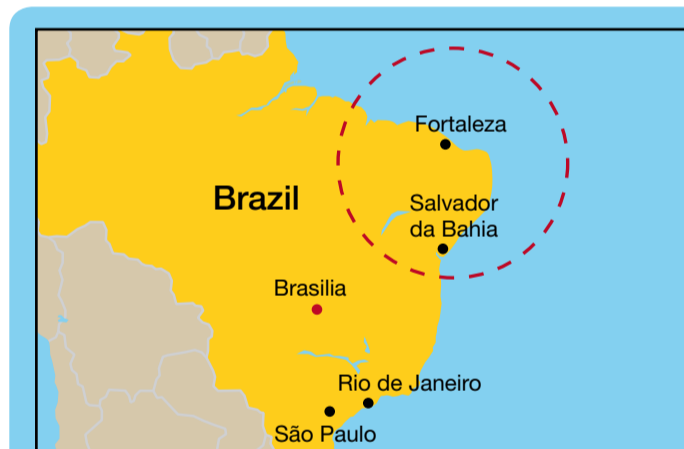 Fortaleza
Brazil
Salvador
da Bahia
Brasilia
Rio de Janeiro
São Paulo